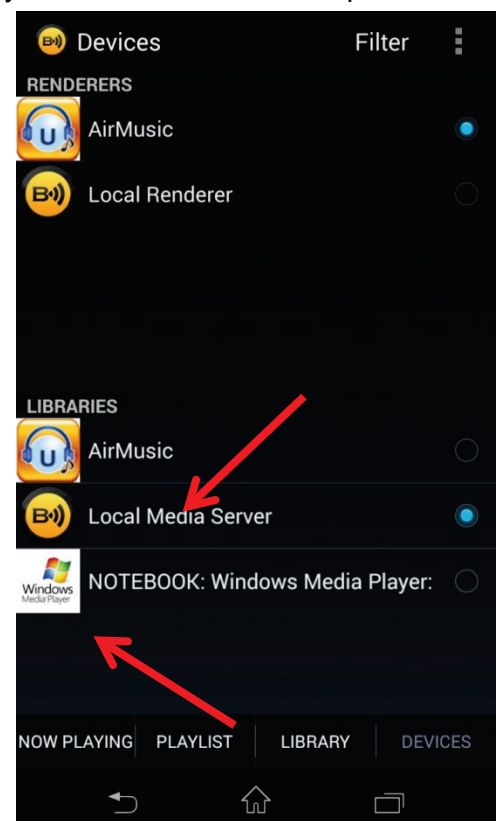 Devices Filter
RENDERERS
AirMusic
Local Renderer
LIBRARIES
AirMusic
Local Media Server
Windows
Media Player
NOTEBOOK: Windows Media Player:
NOW PLAYING PLAYLIST LIBRARY DEVICES